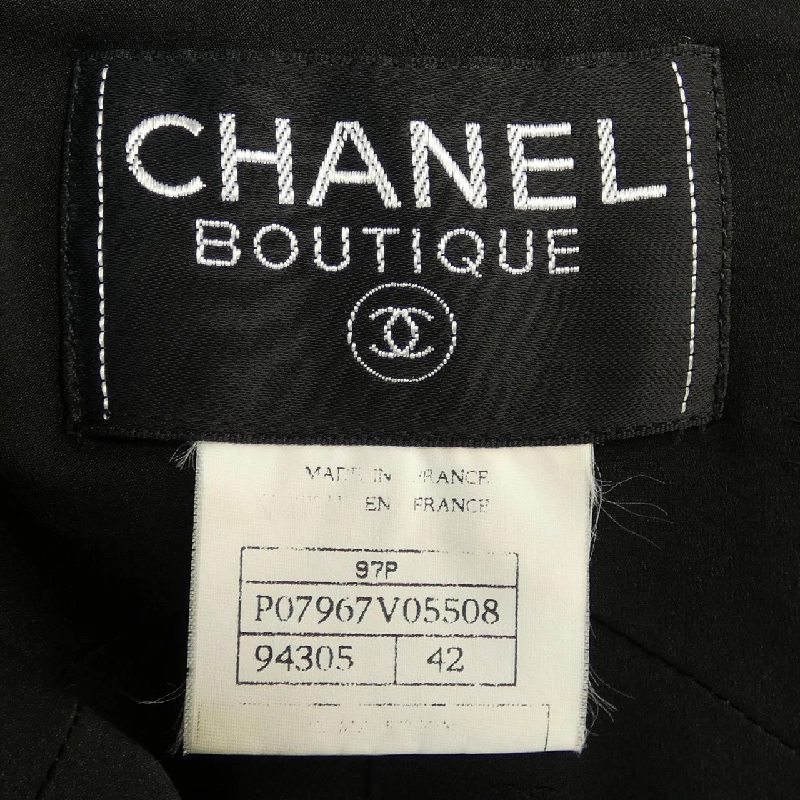 CHANEL
BOUTIQUE
MADE IN FRANCE
EN FRANCE
97P
P07967V05508
94305 42